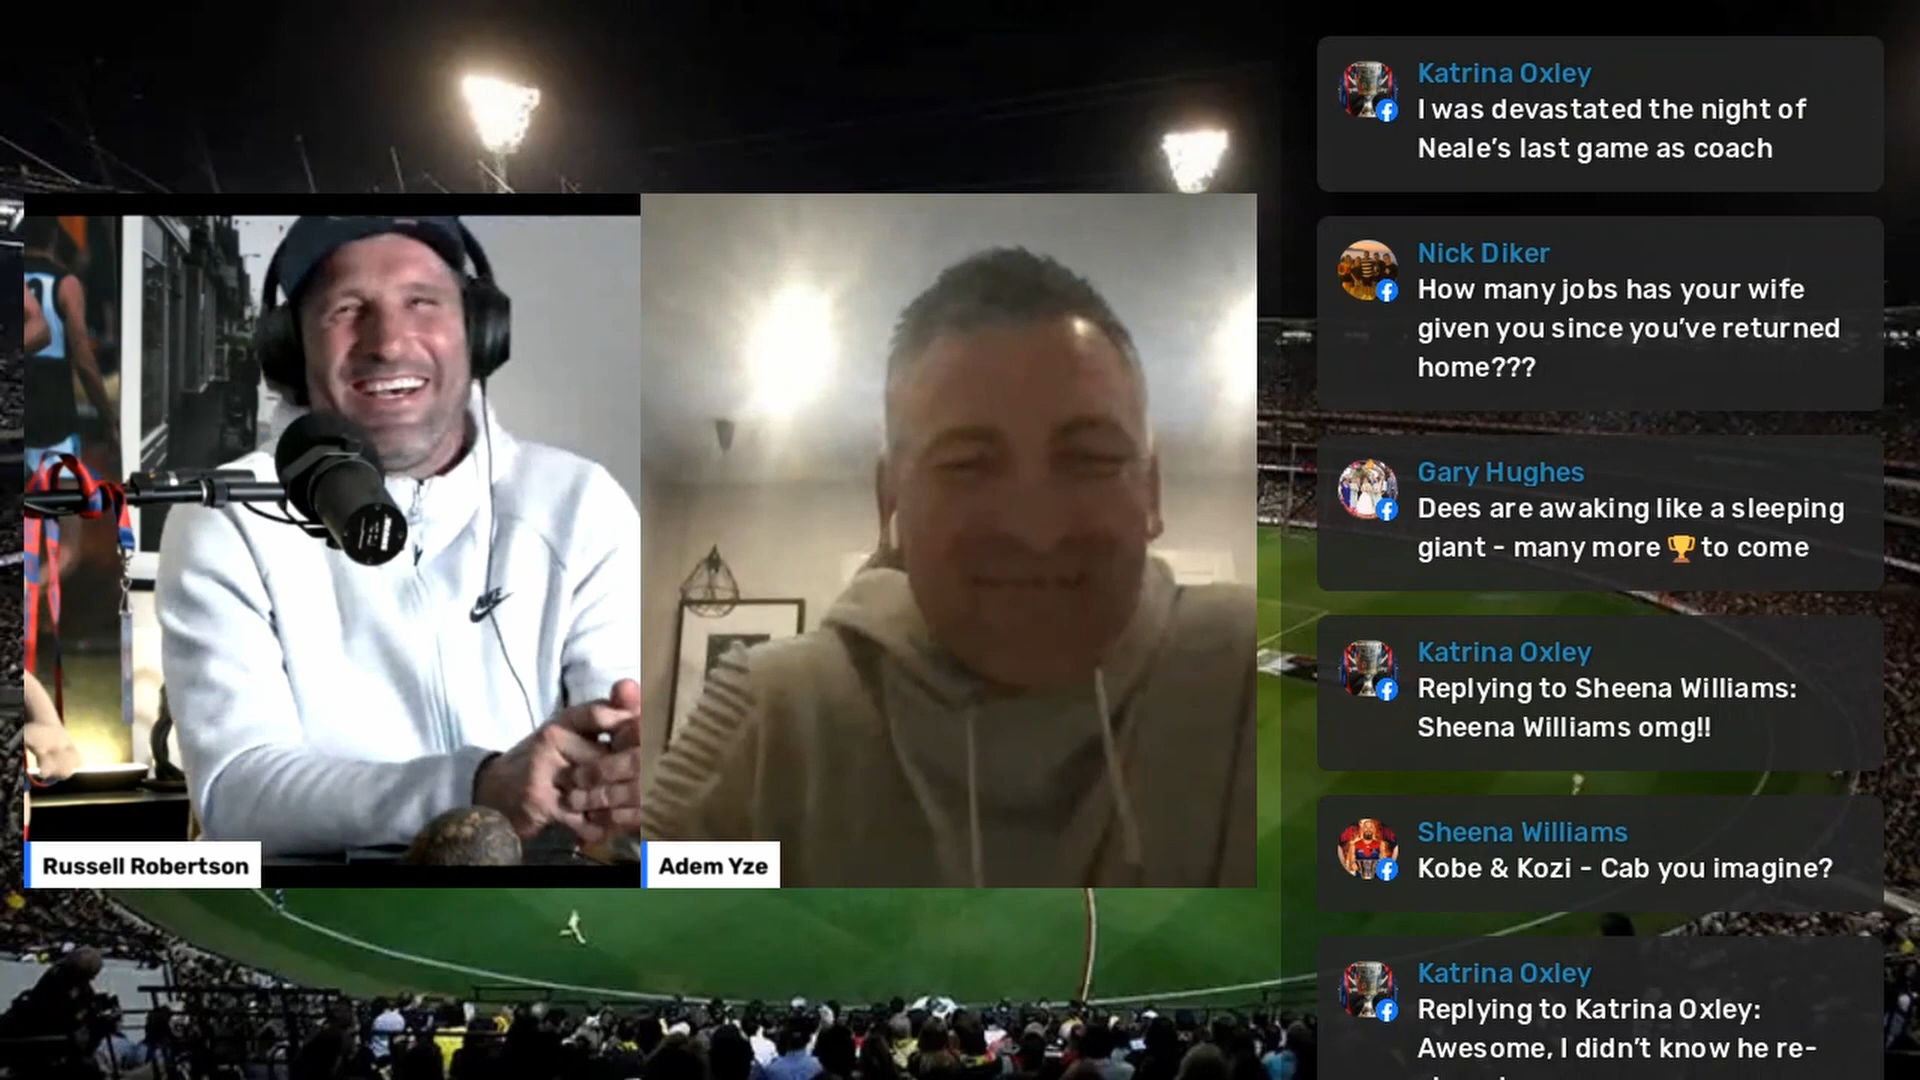 Katrina Oxley
I was devastated the night of
Neale's last game as coach
Nick Diker
How many jobs has your wife
given you since you've returned
home???
Gary Hughes
Dees are awaking like a sleeping
giant - many more 🏆 to come
Katrina Oxley
Replying to Sheena Williams:
Sheena Williams omg!!
Sheena Williams
Kobe & Kozi - Cab you imagine?
Katrina Oxley
Replying to Katrina Oxley:
Awesome, I didn't know he re-
NIKE
Russell Robertson
Adem Yze